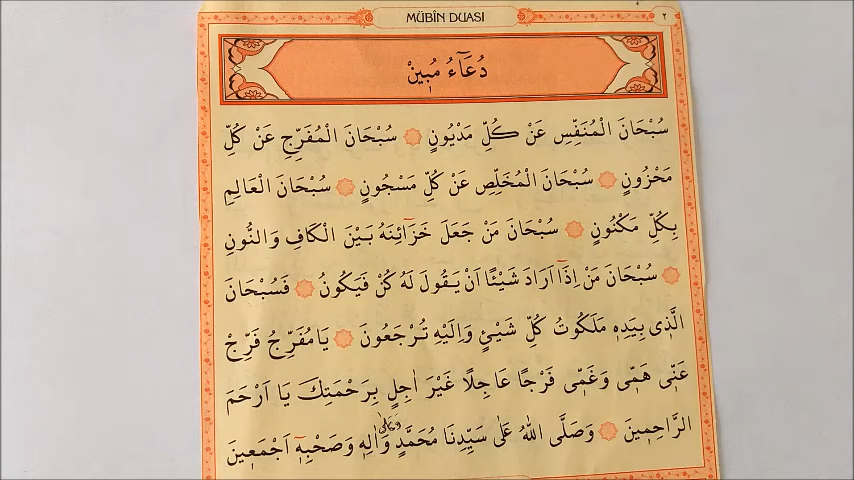 MÜBİN DUASI
٢
دُعَٓاءُ مُبٖينْ
سُبْحَانَ الْمُنَفِّسِ عَنْ كُلِّ مَدْيُونٍ سُبْحَانَ الْمُفَرِّجِ عَنْ كُلِّ
مَحْزُونٍ سُبْحَانَ الْمُخَلِّصِ عَنْ كُلِّ مَسْجُونٍ سُبْحَانَ الْعَالِمِ
بِكُلِّ مَكْنُونٍ سُبْحَانَ مَنْ جَعَلَ خَزَٓائِنَهُ بَيْنَ الْكَافِ وَالنُّونِ
سُبْحَانَ مَنْ اِذَٓا اَرَادَ شَيْئًا اَنْ يَقُولَ لَهُ كُنْ فَيَكُونُ فَسُبْحَانَ
الَّذٖى بِيَدِهٖ مَلَكُوتُ كُلِّ شَيْئٍ وَاِلَيْهِ تُرْجَعُونَ يَا مُفَرِّجُ فَرِّجْ
عَنّٖى هَمّٖى وَغَمّٖى فَرْجًا عَاجِلًا غَيْرَ اٰجِلٍ بِرَحْمَتِكَ يَا اَرْحَمَ
الرَّاحِمٖينَ وَصَلَّى اللّٰهُ عَلٰى سَيِّدِنَا مُحَمَّدٍ وَعَلٰى وَاٰلِهٖ وَصَحْبِهٖٓ اَجْمَعٖينَ